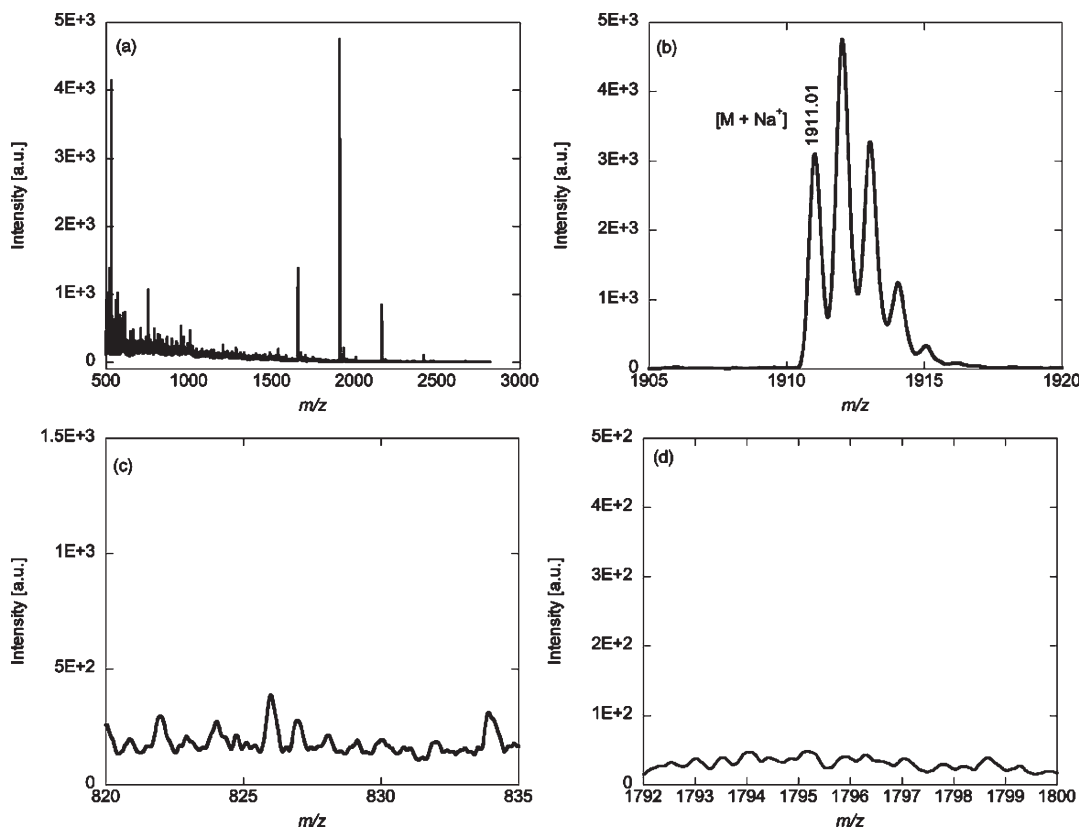 (a)
5E+3
4E+3
3E+3
2E+3
1E+3
0
500 1000 1500 2000 2500 3000
Intensity [a.u.]
m/z
(b)
5E+3
4E+3
3E+3
2E+3
1E+3
0
1905 1910 1915 1920
Intensity [a.u.]
m/z
[M + Na+]
1911.01
(c)
1.5E+3
1E+3
5E+2
0
820 825 830 835
Intensity [a.u.]
m/z
(d)
5E+2
4E+2
3E+2
2E+2
1E+2
0
1792 1793 1794 1795 1796 1797 1798 1799 1800
Intensity [a.u.]
m/z